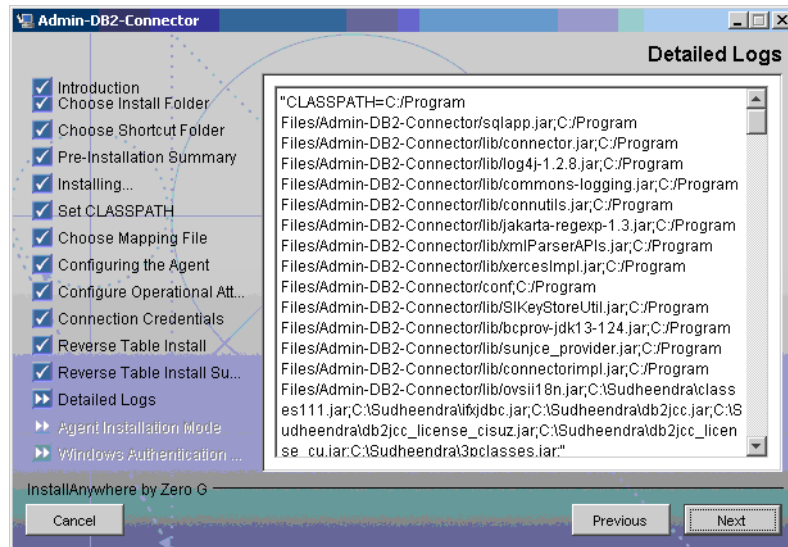 Admin-DB2-Connector
Detailed Logs
Introduction
Choose Install Folder
Choose Shortcut Folder
Pre-Installation Summary
Installing...
Set CLASSPATH
Choose Mapping File
Configuring the Agent
Configure Operational Att...
Connection Credentials
Reverse Table Install
Reverse Table Install Su...
Detailed Logs
Agent Installation Mode
Windows Authentication ...
"CLASSPATH=C:/Program
Files/Admin-DB2-Connector/sqlapp.jar;C:/Program
Files/Admin-DB2-Connector/lib/connector.jar;C:/Program
Files/Admin-DB2-Connector/lib/log4j-1.2.8.jar;C:/Program
Files/Admin-DB2-Connector/lib/commons-logging.jar;C:/Program
Files/Admin-DB2-Connector/lib/connutils.jar;C:/Program
Files/Admin-DB2-Connector/lib/jakarta-regexp-1.3.jar;C:/Program
Files/Admin-DB2-Connector/lib/xmlParserAPIs.jar;C:/Program
Files/Admin-DB2-Connector/lib/xercesImpl.jar;C:/Program
Files/Admin-DB2-Connector/conf;C:/Program
Files/Admin-DB2-Connector/lib/SIKeyStoreUtil.jar;C:/Program
Files/Admin-DB2-Connector/lib/bcprov-jdk13-124.jar;C:/Program
Files/Admin-DB2-Connector/lib/sunjce_provider.jar;C:/Program
Files/Admin-DB2-Connector/lib/connectorimpl.jar;C:/Program
Files/Admin-DB2-Connector/lib/ovsii18n.jar;C:\Sudheendra\class
es111.jar;C:\Sudheendra\ifxjdbc.jar;C:\Sudheendra\db2jcc.jar;C:\S
udheendra\db2jcc_license_cisuz.jar;C:\Sudheendra\db2jcc_licen
se_cu.jar;C:\Sudheendra\3pclasses.jar;"
InstallAnywhere by Zero G
Cancel
Previous
Next